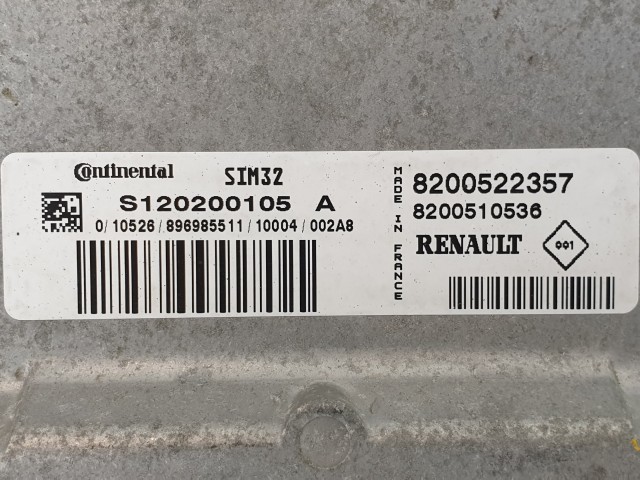 Continental SIM32
S120200105 A
0/10526/896985511/10004/002A8
MADE IN FRANCE
8200522357
8200510536
RENAULT 001